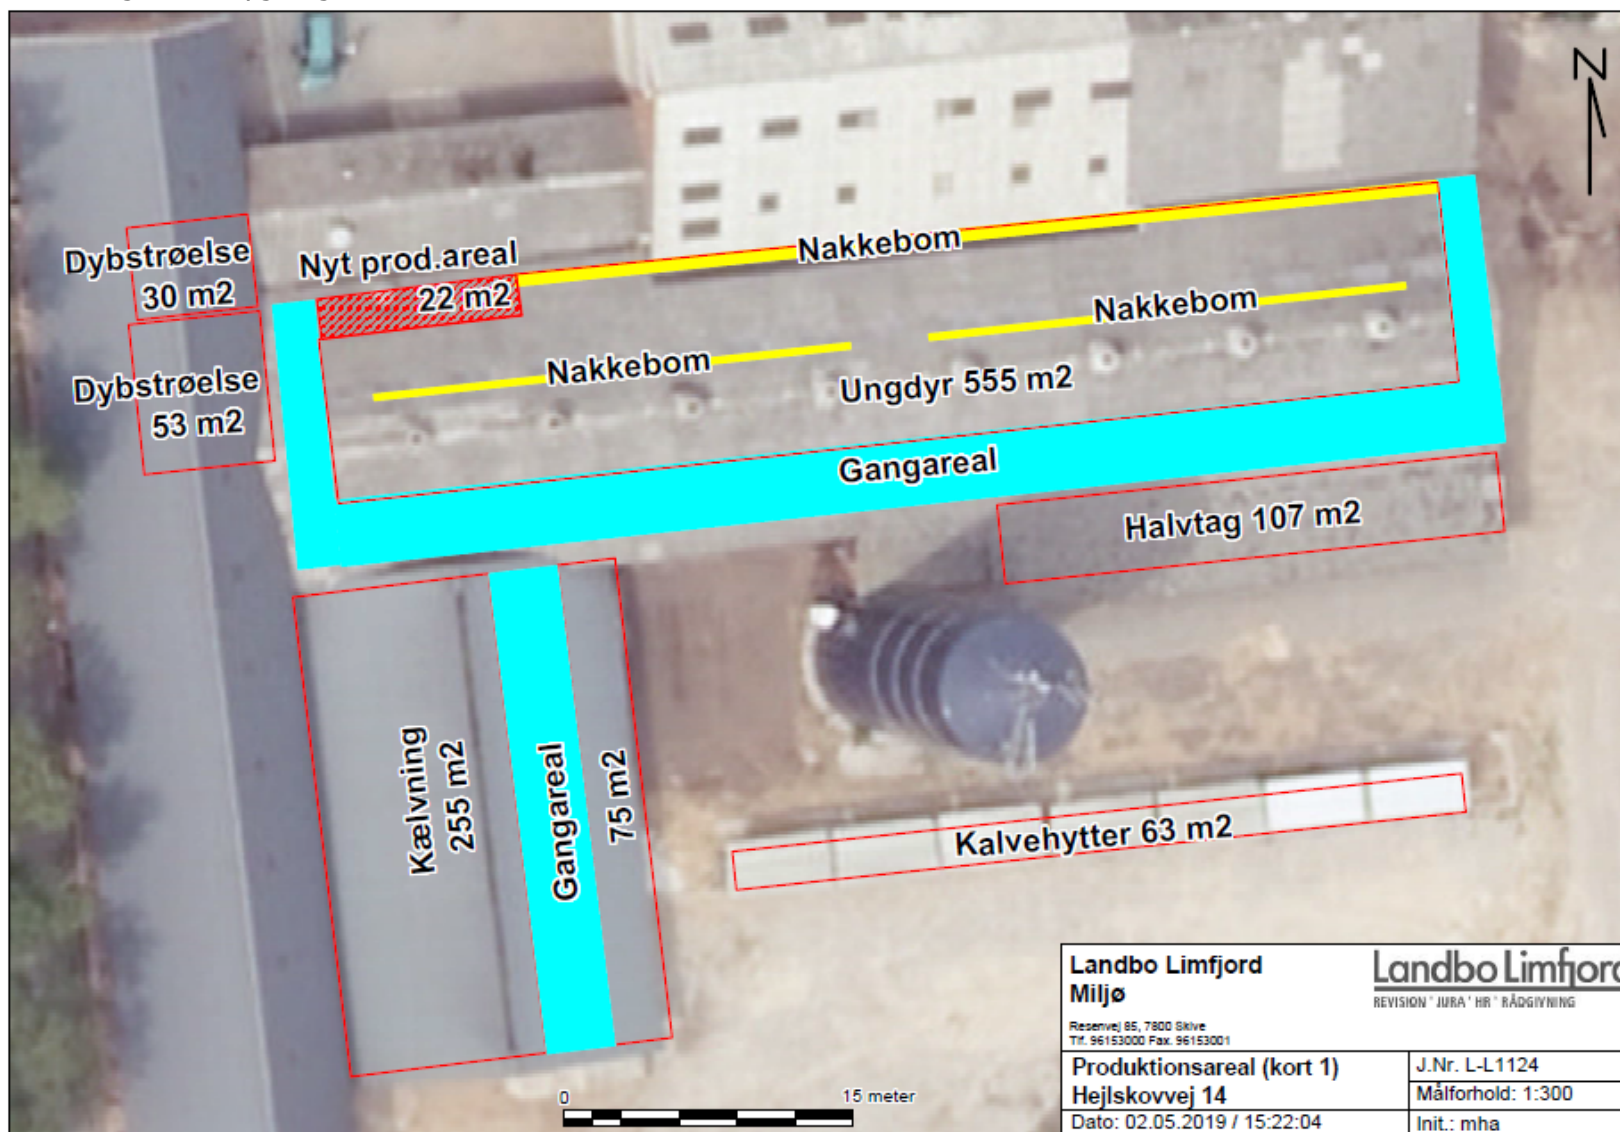 N
Dybstrøelse
30 m2
Nyt prod.areal
22 m2
Nakkebom
Nakkebom
Nakkebom
Dybstrøelse
53 m2
Ungdyr 555 m2
Gangareal
Halvtag 107 m2
Kælvning
255 m2
Gangareal
75 m2
Kalvehytter 63 m2
0 15 meter
Landbo Limfjord
Miljø
Resenvej 85, 7800 Skive
Tlf. 96153000 Fax. 96153001
Landbo Limfjord
REVISION ' JURA ' HR ' RÅDGIVNING
Produktionsareal (kort 1)
Hejlskovvej 14
Dato: 02.05.2019 / 15:22:04
J.Nr. L-L1124
Målforhold: 1:300
Init.: mha